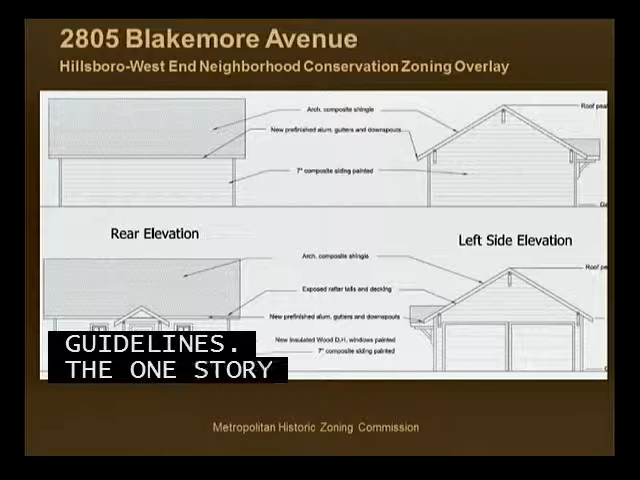 2805 Blakemore Avenue
Hillsboro-West End Neighborhood Conservation Zoning Overlay
Arch. composite shingle
Roof peak
New prefinished alum. gutters and downspouts
7" composite siding painted
Rear Elevation
Left Side Elevation
Arch. composite shingle
Roof peak
Exposed rafter tails and decking
New prefinished alum. gutters and downspouts
New Insulated Wood D.H. windows painted
7" composite siding painted
GUIDELINES.
THE ONE STORY
Metropolitan Historic Zoning Commission